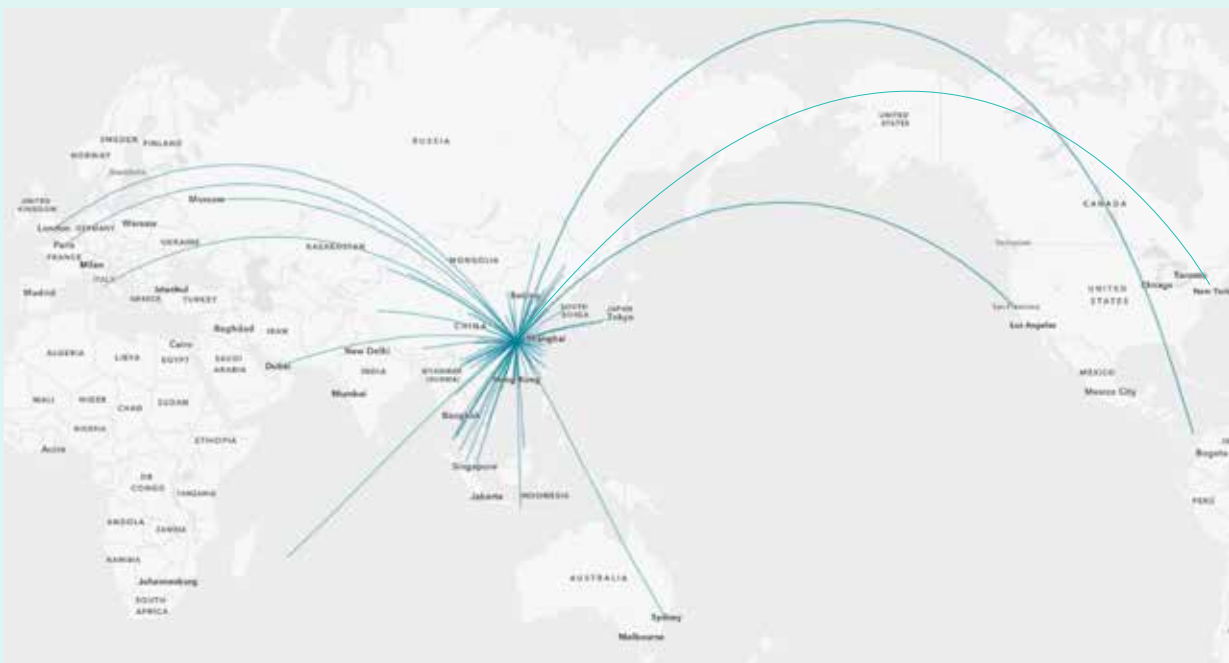 SWEDEN
FINLAND
NORWAY
RUSSIA
UNITED
STATES
UNITED
KINGDOM
Moscow
CANADA
London
GERMANY
Warsaw
Paris
UKRAINE
KAZAKHSTAN
FRANCE
Milan
MONGOLIA
ITALY
Toronto
Chicago
New York
UNITED
STATES
Madrid
Istanbul
GREECE
TURKEY
Beijing
SOUTH
KOREA
JAPAN
Tokyo
San Francisco
Los Angeles
Baghdad
IRAN
CHINA
Shanghai
Cairo
ALGERIA
LIBYA
EGYPT
SAUDI
ARABIA
Dubai
New Delhi
INDIA
MYANMAR
(BURMA)
Hong Kong
MEXICO
Mexico City
Mumbai
MALI
NIGER
CHAD
SUDAN
Bangkok
NIGERIA
ETHIOPIA
Accra
Bogota
Singapore
DR
CONGO
TANZANIA
Jakarta
INDONESIA
PERU
ANGOLA
ZAMBIA
NAMIBIA
Johannesburg
AUSTRALIA
SOUTH
AFRICA
Sydney
Melbourne